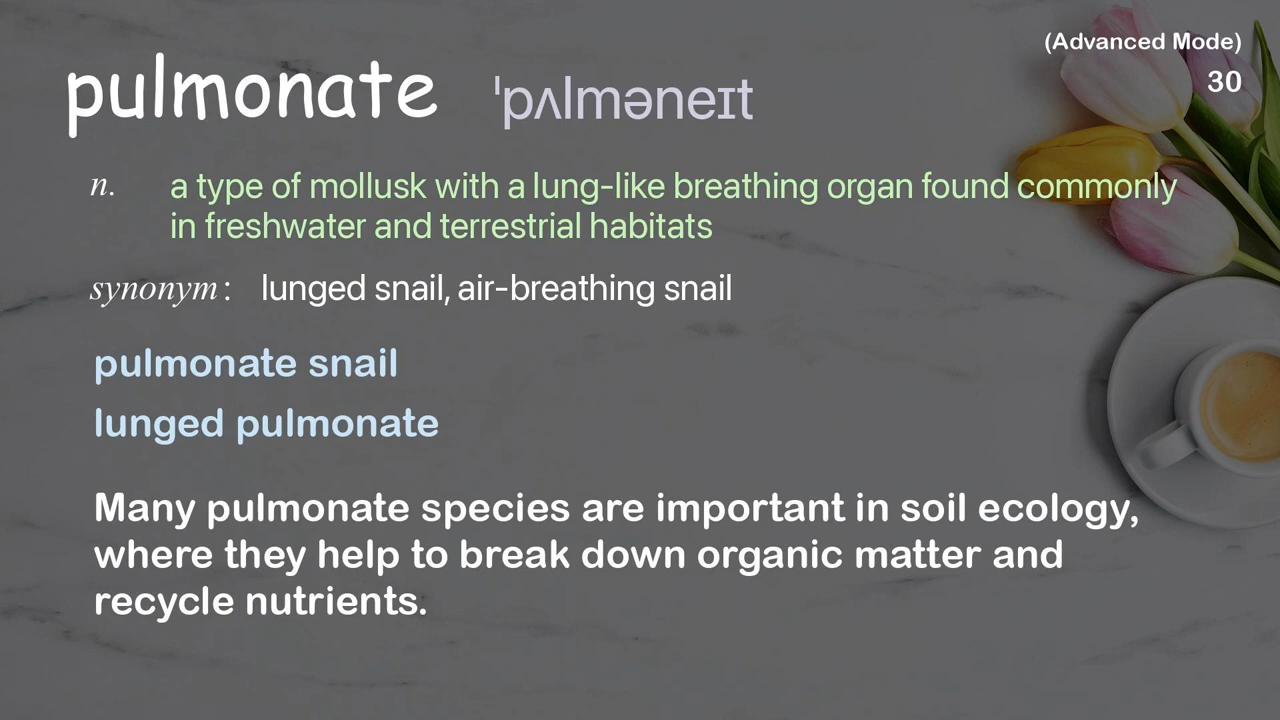 (Advanced Mode)
30
pulmonate ˈpʌlməneɪt
n. a type of mollusk with a lung-like breathing organ found commonly
in freshwater and terrestrial habitats
synonym: lunged snail, air-breathing snail
pulmonate snail
lunged pulmonate
Many pulmonate species are important in soil ecology,
where they help to break down organic matter and
recycle nutrients.